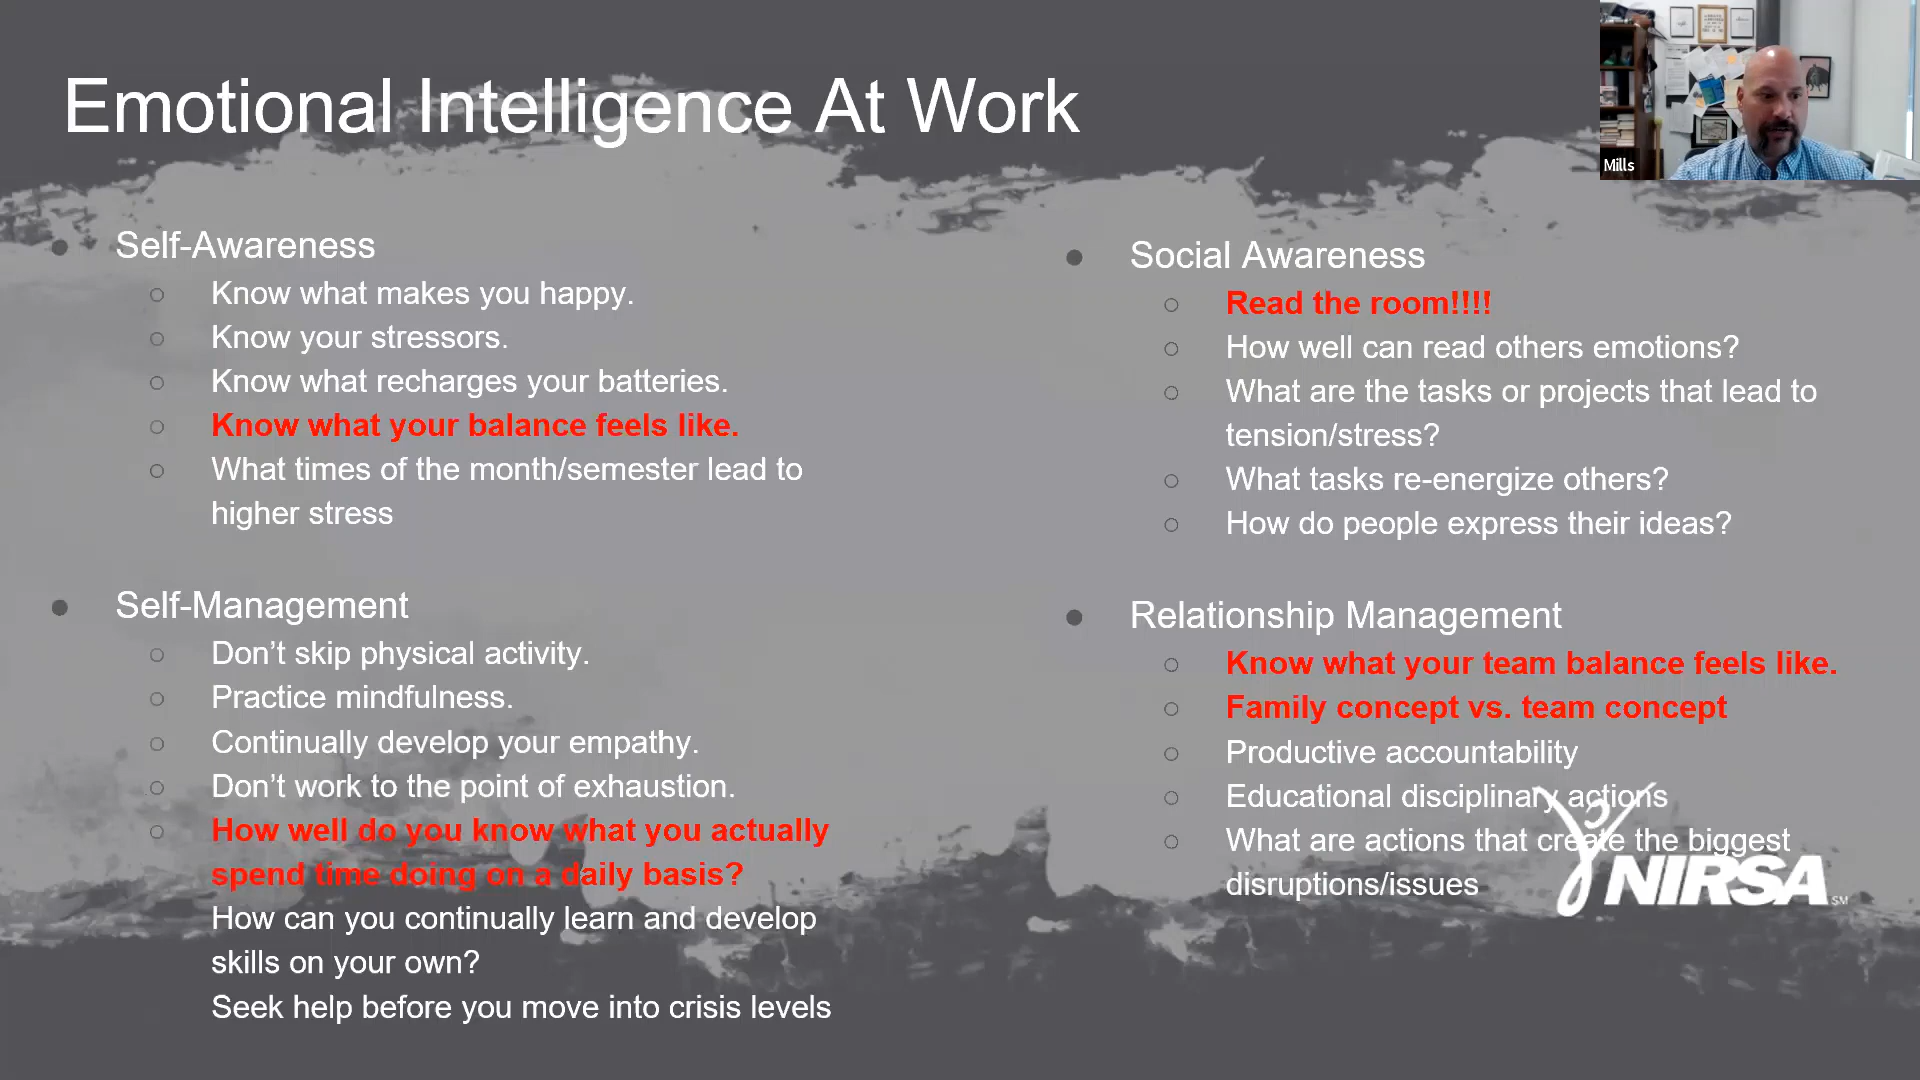 Emotional Intelligence At Work
Mills
Self-Awareness
Know what makes you happy.
Know your stressors.
Know what recharges your batteries.
Know what your balance feels like.
What times of the month/semester lead to
higher stress
Self-Management
Don’t skip physical activity.
Practice mindfulness.
Continually develop your empathy.
Don’t work to the point of exhaustion.
How well do you know what you actually
spend time doing on a daily basis?
How can you continually learn and develop
skills on your own?
Seek help before you move into crisis levels
Social Awareness
Read the room!!!!
How well can read others emotions?
What are the tasks or projects that lead to
tension/stress?
What tasks re-energize others?
How do people express their ideas?
Relationship Management
Know what your team balance feels like.
Family concept vs. team concept
Productive accountability
Educational disciplinary actions
What are actions that create the biggest
disruptions/issues
NIRSA SM